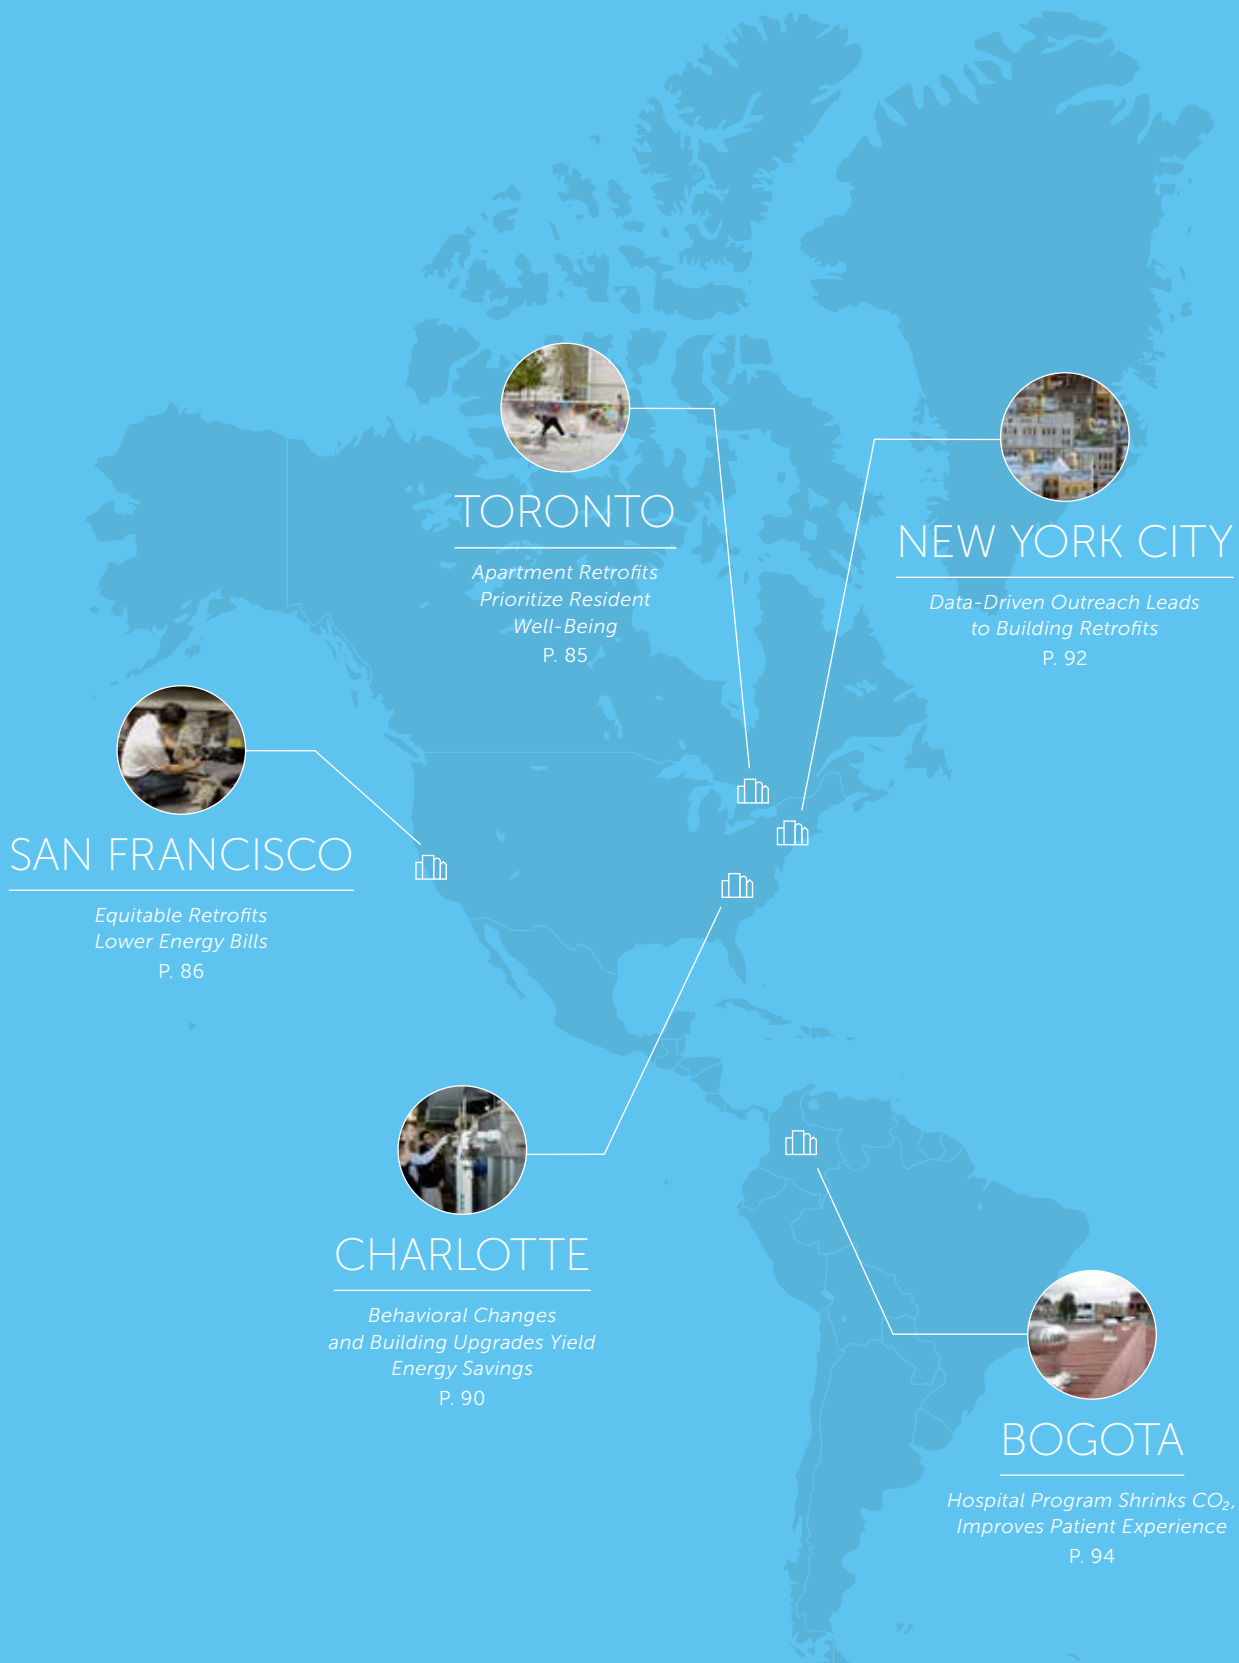 TORONTO
Apartment Retrofits
Prioritize Resident
Well-Being
P. 85
NEW YORK CITY
Data-Driven Outreach Leads
to Building Retrofits
P. 92
SAN FRANCISCO
Equitable Retrofits
Lower Energy Bills
P. 86
CHARLOTTE
Behavioral Changes
and Building Upgrades Yield
Energy Savings
P. 90
BOGOTA
Hospital Program Shrinks CO₂,
Improves Patient Experience
P. 94